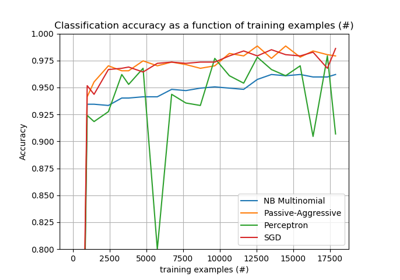 Classification accuracy as a function of training examples (#)
1.000
0.975
0.950
0.925
0.900
0.875
0.850
0.825
0.800
Accuracy
NB Multinomial
Passive-Aggressive
Perceptron
SGD
0 2500 5000 7500 10000 12500 15000 17500
training examples (#)